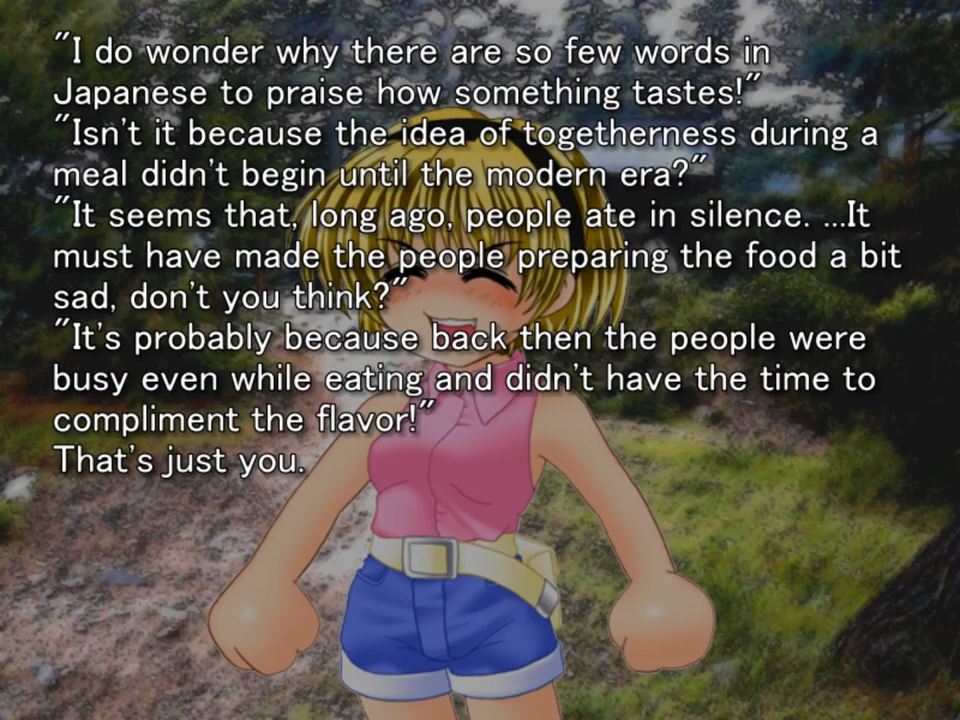 "I do wonder why there are so few words in
Japanese to praise how something tastes!"
"Isn't it because the idea of togetherness during a
meal didn't begin until the modern era?"
"It seems that, long ago, people ate in silence. ...It
must have made the people preparing the food a bit
sad, don't you think?"
"It's probably because back then the people were
busy even while eating and didn't have the time to
compliment the flavor!"
That's just you.